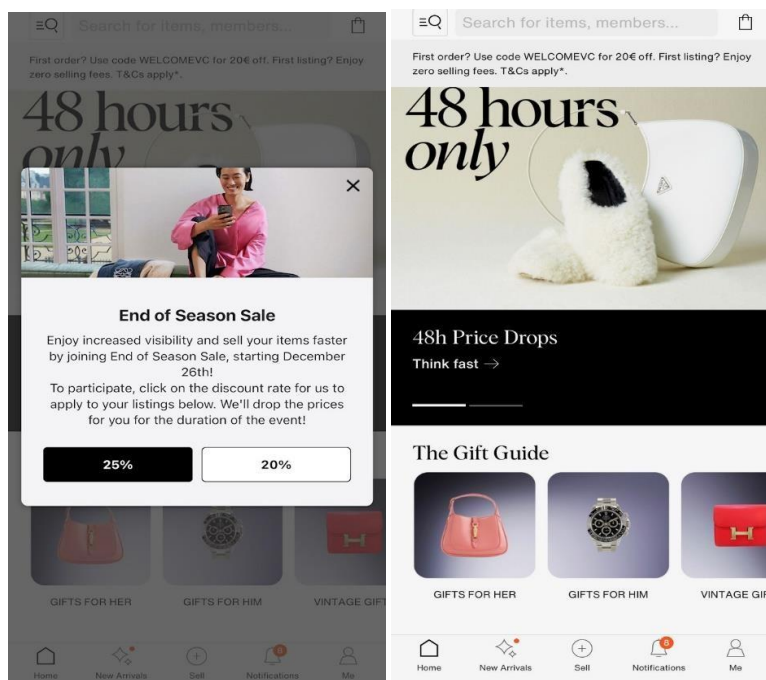 Search for items, members...
First order? Use code WELCOMEVC for 20€ off. First listing? Enjoy
zero selling fees. T&Cs apply*.
48 hours
only
End of Season Sale
Enjoy increased visibility and sell your items faster
by joining End of Season Sale, starting December
26th!
To participate, click on the discount rate for us to
apply to your listings below. We'll drop the prices
for you for the duration of the event!
25%
20%
GIFTS FOR HER
GIFTS FOR HIM
VINTAGE GIFT
8
Home
New Arrivals
Sell
Notifications
Me
Search for items, members...
First order? Use code WELCOMEVC for 20€ off. First listing? Enjoy
zero selling fees. T&Cs apply*.
48 hours
only
48h Price Drops
Think fast →
The Gift Guide
GIFTS FOR HER
GIFTS FOR HIM
VINTAGE GIF
8
Home
New Arrivals
Sell
Notifications
Me